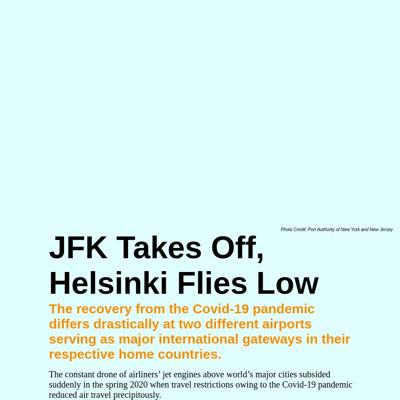 Photo Credit: Port Authority of New York and New Jersey
JFK Takes Off,
Helsinki Flies Low
The recovery from the Covid-19 pandemic
differs drastically at two different airports
serving as major international gateways in their
respective home countries.
The constant drone of airliners’ jet engines above world’s major cities subsided
suddenly in the spring 2020 when travel restrictions owing to the Covid-19 pandemic
reduced air travel precipitously.